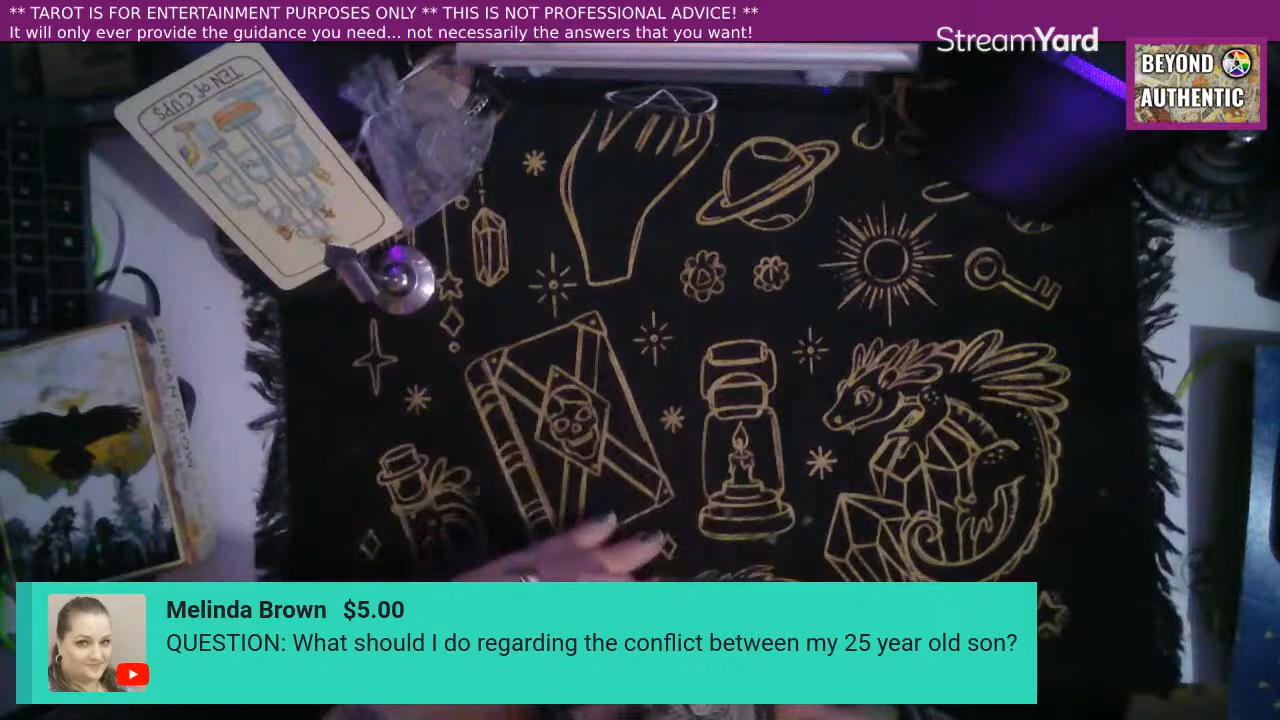 ** TAROT IS FOR ENTERTAINMENT PURPOSES ONLY ** THIS IS NOT PROFESSIONAL ADVICE! **
It will only ever provide the guidance you need... not necessarily the answers that you want!
StreamYard
BEYOND
AUTHENTIC
TEN of CUPS
URBAN CROW
Melinda Brown $5.00
QUESTION: What should I do regarding the conflict between my 25 year old son?